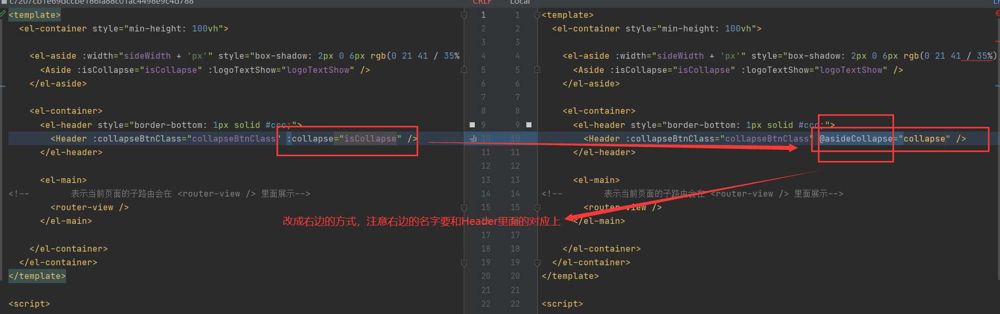 c7207cb1e69dccbe186fa88c01ac4498e9c4d788 CRLF Local LF
<template> 1 1 <template>
<el-container style="min-height: 100vh"> 2 2 <el-container style="min-height: 100vh">
3 3
<el-aside :width="sideWidth + 'px'" style="box-shadow: 2px 0 6px rgb(0 21 41 / 35% 4 4 <el-aside :width="sideWidth + 'px'" style="box-shadow: 2px 0 6px rgb(0 21 41 / 35%)
<Aside :isCollapse="isCollapse" :logoTextShow="logoTextShow" /> 5 5 <Aside :isCollapse="isCollapse" :logoTextShow="logoTextShow" />
</el-aside> 6 6 </el-aside>
7 7
<el-container> 8 8 <el-container>
<el-header style="border-bottom: 1px solid #ccc;"> 9 9 <el-header style="border-bottom: 1px solid #ccc;">
<Header :collapseBtnClass="collapseBtnClass" :collapse="isCollapse" /> 10 10 <Header :collapseBtnClass="collapseBtnClass" @asideCollapse="collapse" />
</el-header> 11 11 </el-header>
12 12
<el-main> 13 13 <el-main>
<!-- 表示当前页面的子路由会在 <router-view /> 里面展示--> 14 14 <!-- 表示当前页面的子路由会在 <router-view /> 里面展示-->
<router-view /> 15 15 <router-view />
</el-main> 改成右边的方式，注意右边的名字要和Header里面的对应上 </el-main>
17 17
</el-container> 18 18 </el-container>
</el-container> 19 19 </el-container>
</template> 20 20 </template>
21 21
<script> 22 22 <script>